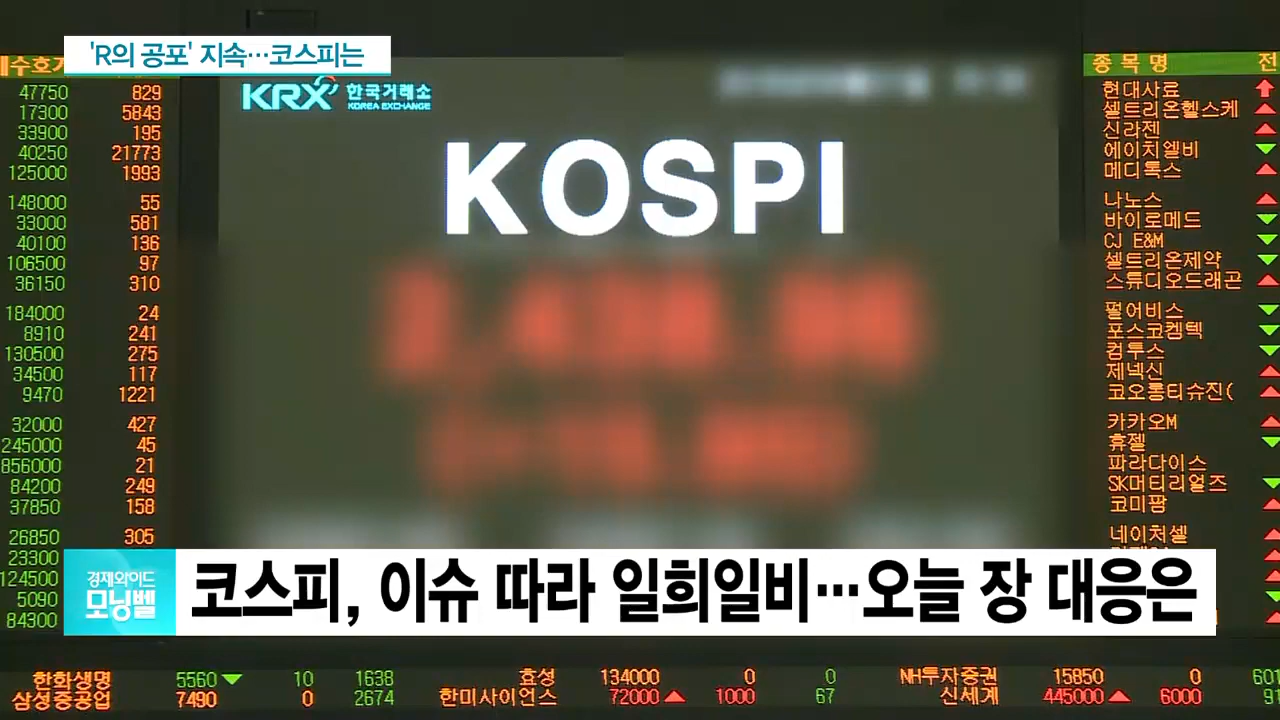 'R의 공포' 지속…코스피는
KRX 한국거래소
KOREA EXCHANGE
KOSPI
수호가
47750 829
17300 5843
33900 195
40250 21773
125000 1993
148000 55
33000 581
40100 136
106500 97
36150 310
184000 24
8910 241
130500 275
34500 117
9470 1221
32000 427
245000 45
856000 21
84200 249
37850 158
26850 305
23300
124500
5090
84300
종목명 전
현대사료
셀트리온헬스케
신라젠
에이치엘비
메디톡스
나노스
바이로메드
CJ E&M
셀트리온제약
스튜디오드래곤
펄어비스
포스코켐텍
컴투스
제넥신
코오롱티슈진(
카카오M
휴젤
파라다이스
SK머티리얼즈
코미팜
네이처셀
경제와이드
모닝벨
코스피, 이슈 따라 일희일비…오늘 장 대응은
한화생명 5560 ▼ 10 1638 효성 134000 0 0 NH투자증권 15850 0 601
삼성중공업 7490 0 2674 한미사이언스 72000 ▲ 1000 67 신세계 445000 ▲ 6000 91